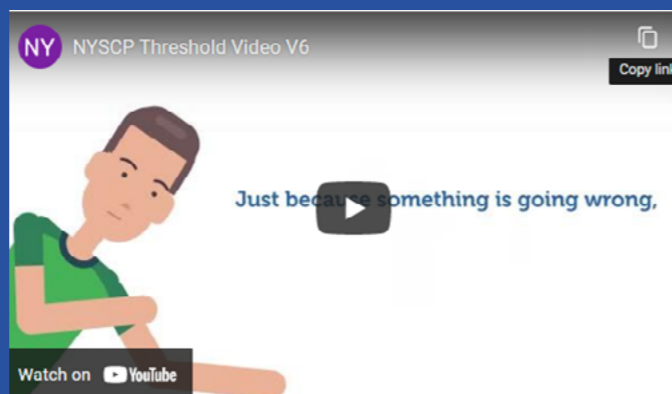 NY NYSCP Threshold Video V6
Copy link
Just because something is going wrong,
Watch on YouTube